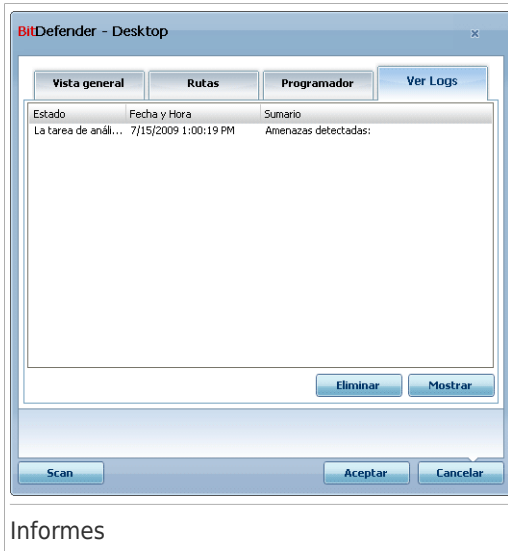 BitDefender - Desktop
x
Vista general Rutas Programador Ver Logs
Estado Fecha y Hora Sumario
La tarea de análi... 7/15/2009 1:00:19 PM Amenazas detectadas:
Eliminar Mostrar
Scan Aceptar Cancelar
Informes